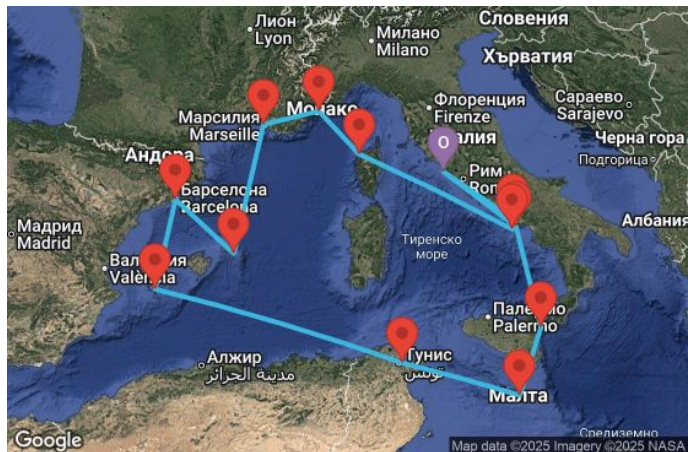 Лион
Lyon
Милано
Milano
Словения
Хърватия
Марсилия
Marseille
Монако
Флоренция
Firenze
Сараево
Sarajevo
Андора
Черна гора
Подгорица
O
Рим
Барселона
Barcelona
Мадрид
Madrid
València
Тиренско
море
Албания
Палермо
Palermo
Алжир
مدينة الجزائر
Тунис
تونس
Малта
Средиземно
Google
Map data ©2025 Imagery ©2025 NASA